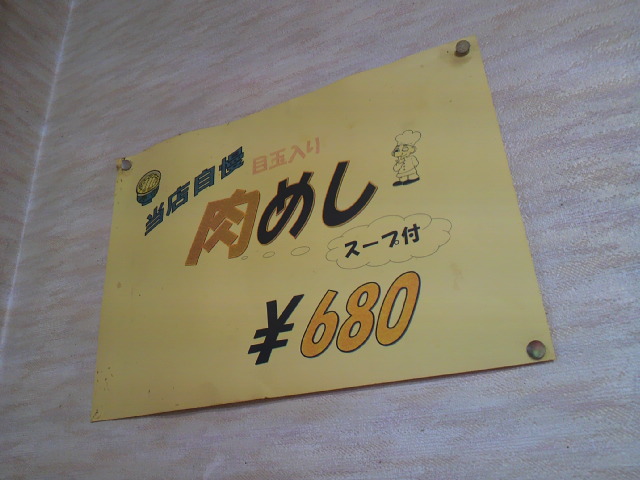 当店自慢
目玉入り
肉めし
スープ付
￥680